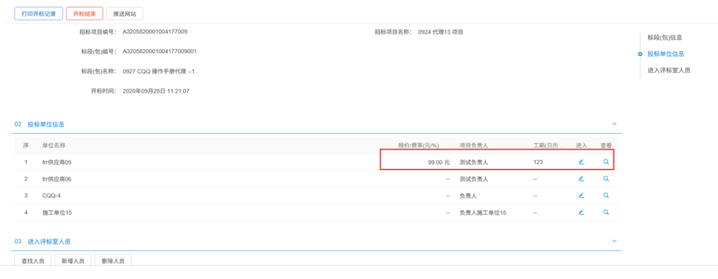 打印开标记录 开标结果 推送网站
招标项目编号： A3205820001004177009 招标项目名称： 0924 代理13 项目
标段(包)编号： A3205820001004177009001
标段(包)名称： 0927 CQQ 操作手册代理 --1
开标时间： 2020年09月28日 11:21:07
标段(包)信息
投标单位信息
进入评标室人员
02 投标单位信息
序 单位名称 报价/费率(元/%) 项目负责人 工期(日历 进入 查看
1 frr供应商05 99.00 元 测试负责人 123
2 frr供应商06 -- 测试负责人 --
3 CQQ-4 -- 负责人 --
4 施工单位15 -- 负责人施工单位15 --
03 进入评标室人员
查找人员 新增人员 删除人员